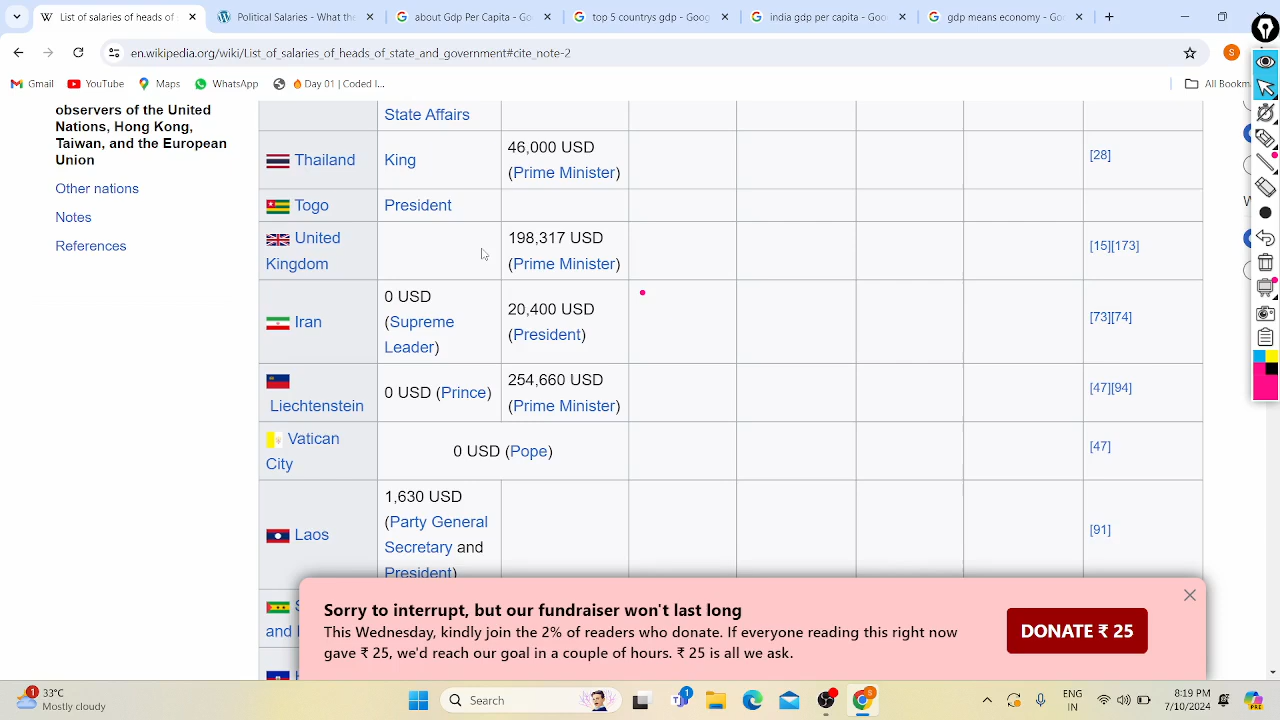 W List of salaries of heads of st
Political Salaries - What the
about Gdp Per Capita - Goo
top 5 countrys gdp - Goog
india gdp per capita - Goo
gdp means economy - Goo
en.wikipedia.org/wiki/List_of_salaries_of_heads_of_state_and_government#cite_note-2
S
Gmail
YouTube
Maps
WhatsApp
Day 01 | Coded I...
All Bookm
observers of the United
Nations, Hong Kong,
Taiwan, and the European
Union
Other nations
Notes
References
State Affairs
Thailand
King
46,000 USD
(Prime Minister)
[28]
Togo
President
United
Kingdom
198,317 USD
(Prime Minister)
[15][173]
Iran
0 USD
(Supreme
Leader)
20,400 USD
(President)
[73][74]
Liechtenstein
0 USD (Prince)
254,660 USD
(Prime Minister)
[47][94]
Vatican
City
0 USD (Pope)
[47]
Laos
1,630 USD
(Party General
Secretary and
President)
[91]
and
Sorry to interrupt, but our fundraiser won't last long
This Wednesday, kindly join the 2% of readers who donate. If everyone reading this right now
gave ₹ 25, we'd reach our goal in a couple of hours. ₹ 25 is all we ask.
DONATE ₹ 25
1
33°C
Mostly cloudy
Search
1
S
ENG
IN
8:19 PM
7/10/2024
PRE